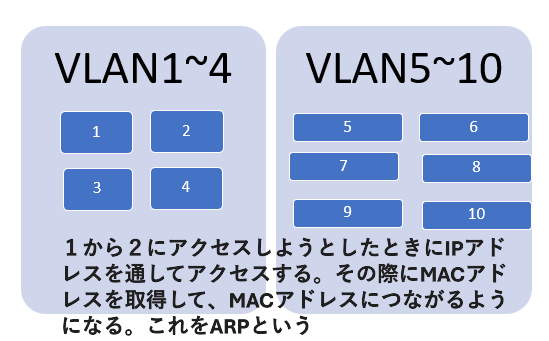 VLAN1~4
1
2
3
4
VLAN5~10
5
6
7
8
9
10
１から２にアクセスしようとしたときにIPアド
レスを通してアクセスする。その際にMACアド
レスを取得して、MACアドレスにつながるよう
になる。これをARPという